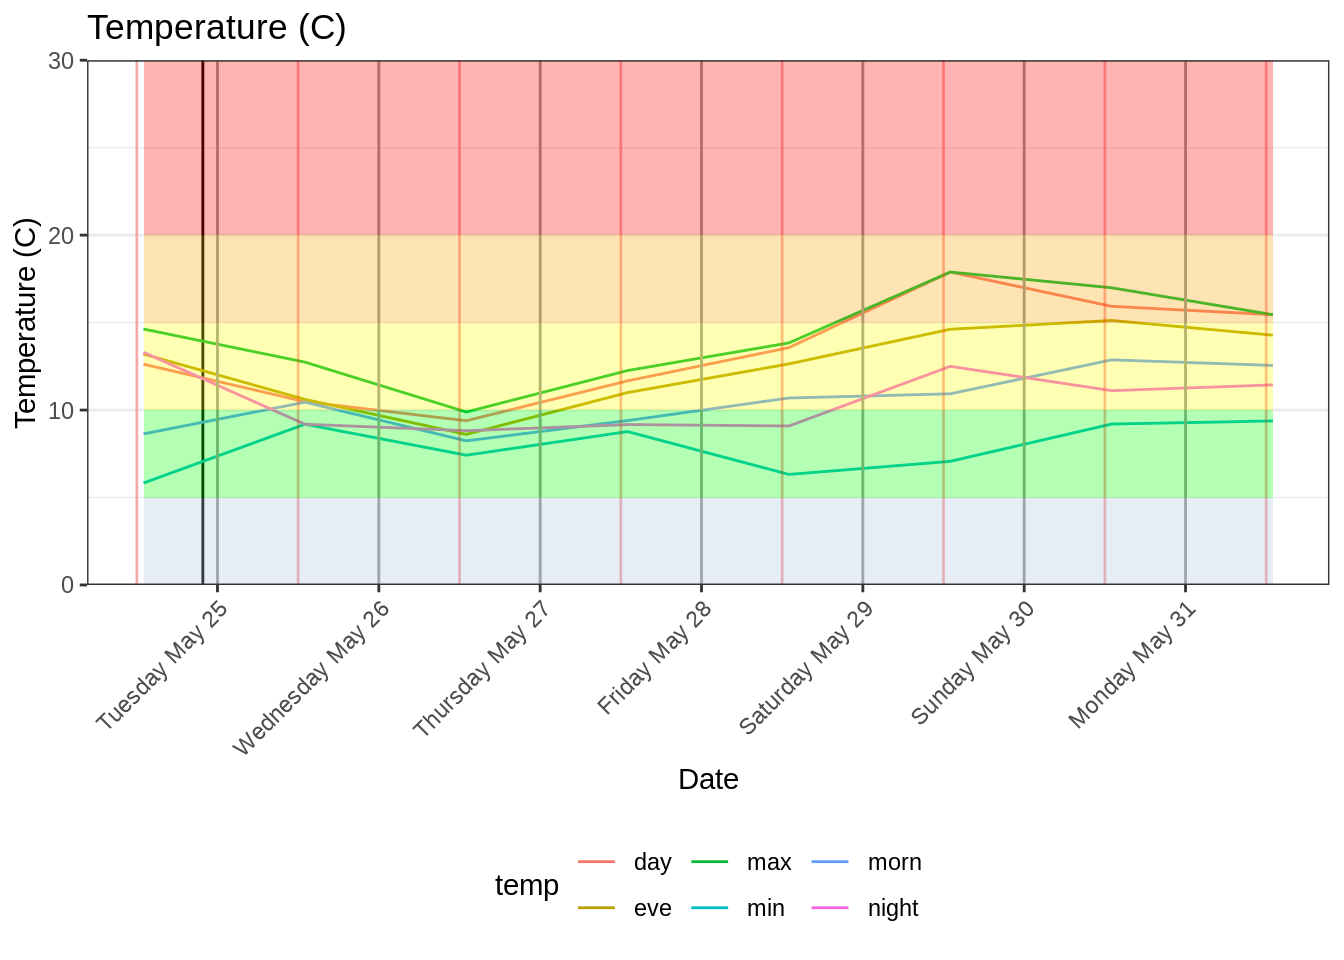 Temperature (C)
30
20
10
0
Temperature (C)
Tuesday May 25
Wednesday May 26
Thursday May 27
Friday May 28
Saturday May 29
Sunday May 30
Monday May 31
Date
temp
day
max
morn
eve
min
night